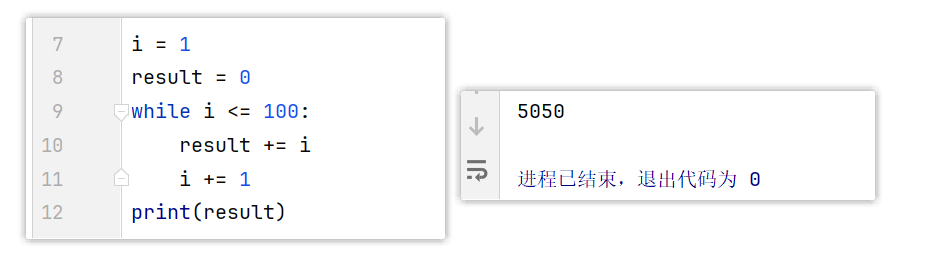 7 i = 1
8 result = 0
9 while i <= 100:
10     result += i
11     i += 1
12 print(result)
5050
进程已结束，退出代码为 0